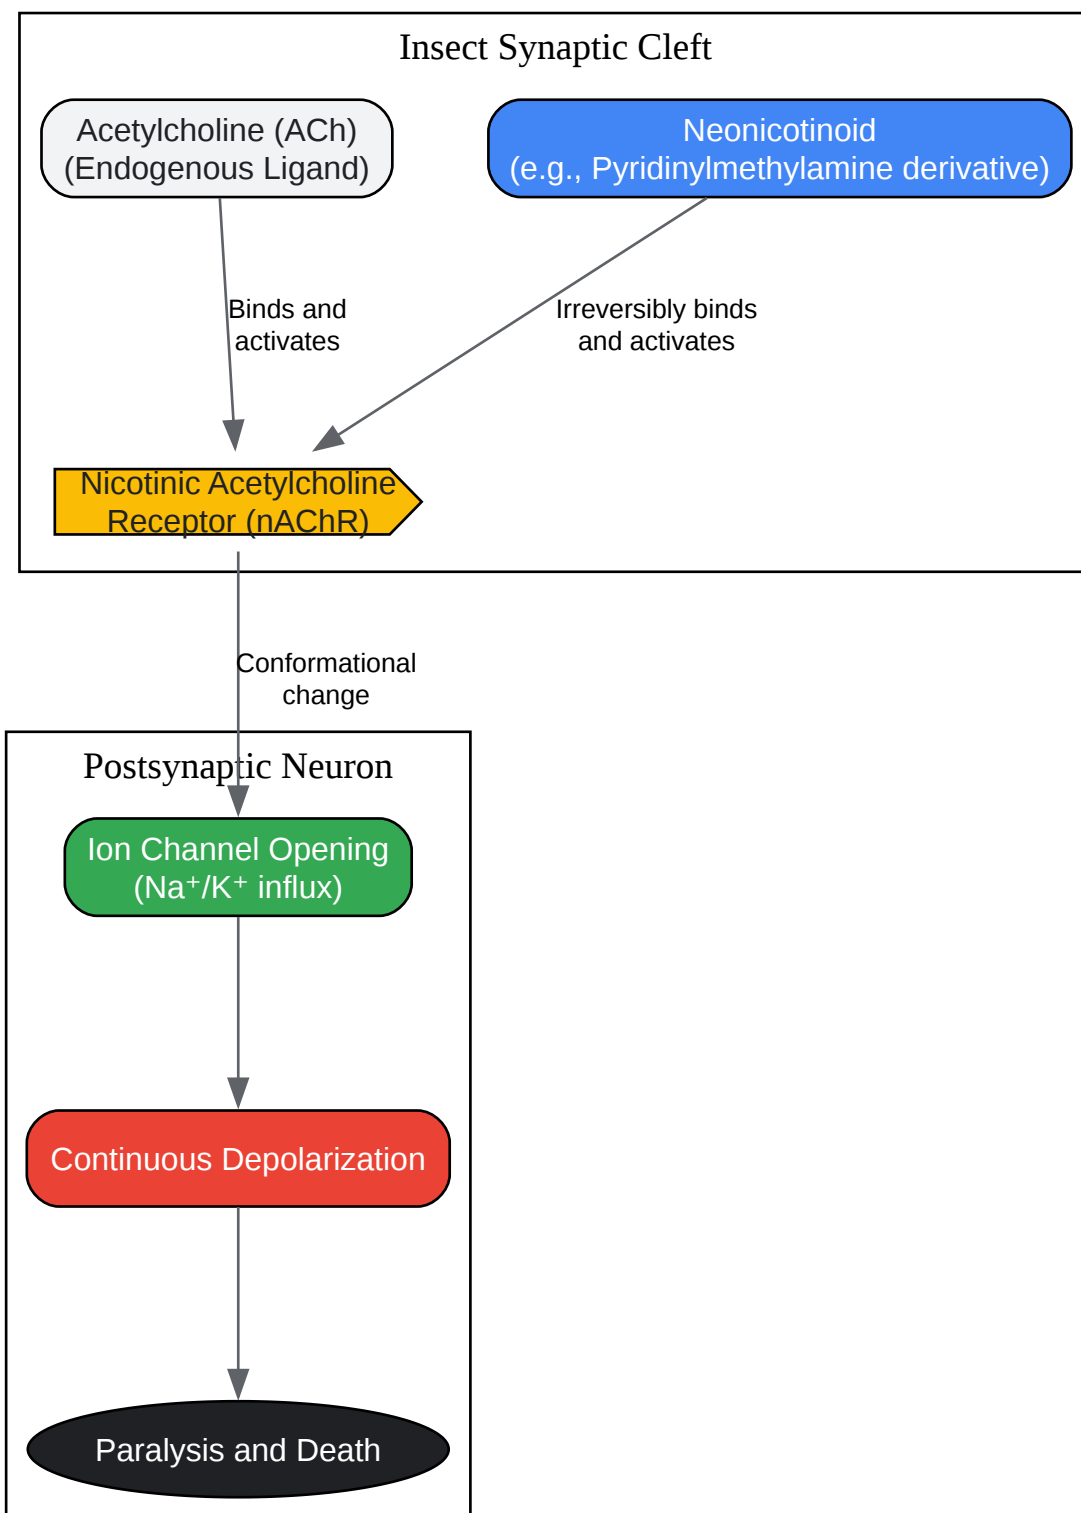 Insect Synaptic Cleft
Acetylcholine (ACh)
(Endogenous Ligand)
Neonicotinoid
(e.g., Pyridinylmethylamine derivative)
Binds and
activates
Irreversibly binds
and activates
Nicotinic Acetylcholine
Receptor (nAChR)
Conformational
change
Postsynaptic Neuron
Ion Channel Opening
(Na⁺/K⁺ influx)
Continuous Depolarization
Paralysis and Death